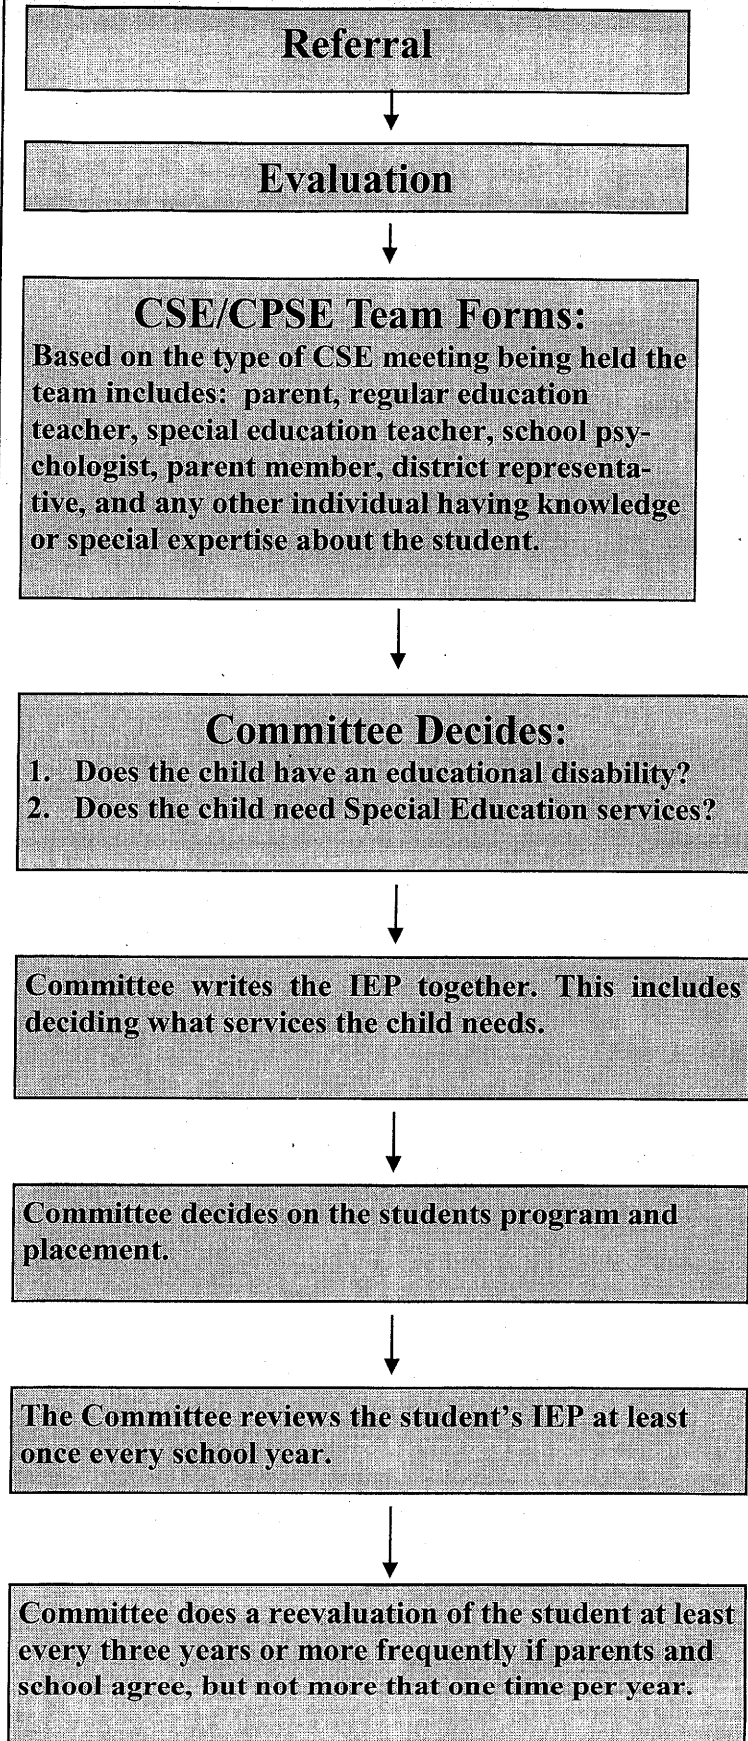 Referral
Evaluation
CSE/CPSE Team Forms:
Based on the type of CSE meeting being held the
team includes:  parent, regular education
teacher, special education teacher, school psy-
chologist, parent member, district representa-
tive, and any other individual having knowledge
or special expertise about the student.
Committee Decides:
1.   Does the child have an educational disability?
2.   Does the child need Special Education services?
Committee writes the IEP together. This includes
deciding what services the child needs.
Committee decides on the students program and
placement.
The Committee reviews the student’s IEP at least
once every school year.
Committee does a reevaluation of the student at least
every three years or more frequently if parents and
school agree, but not more that one time per year.